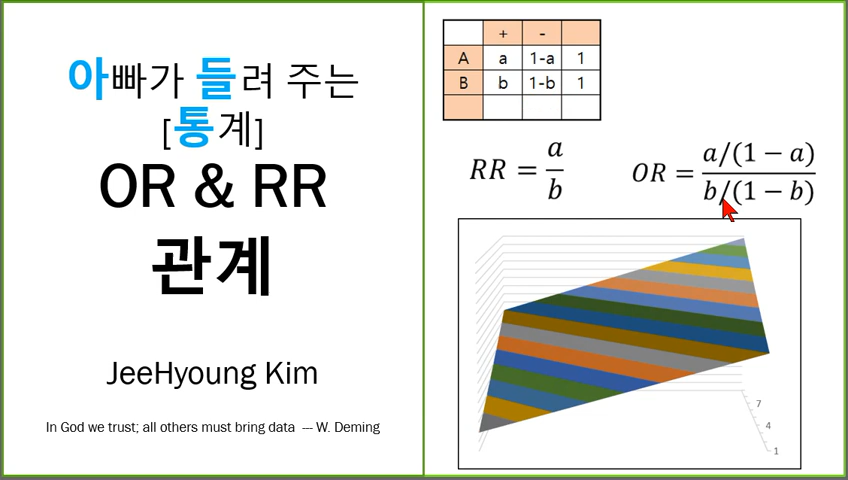 아빠가 들려 주는
[통계]
OR & RR
관계
JeeHyoung Kim
In God we trust; all others must bring data --- W. Deming
+ -
A a 1-a 1
B b 1-b 1
RR = a/b
OR = a/(1 − a) / b/(1 − b)
7
4
1